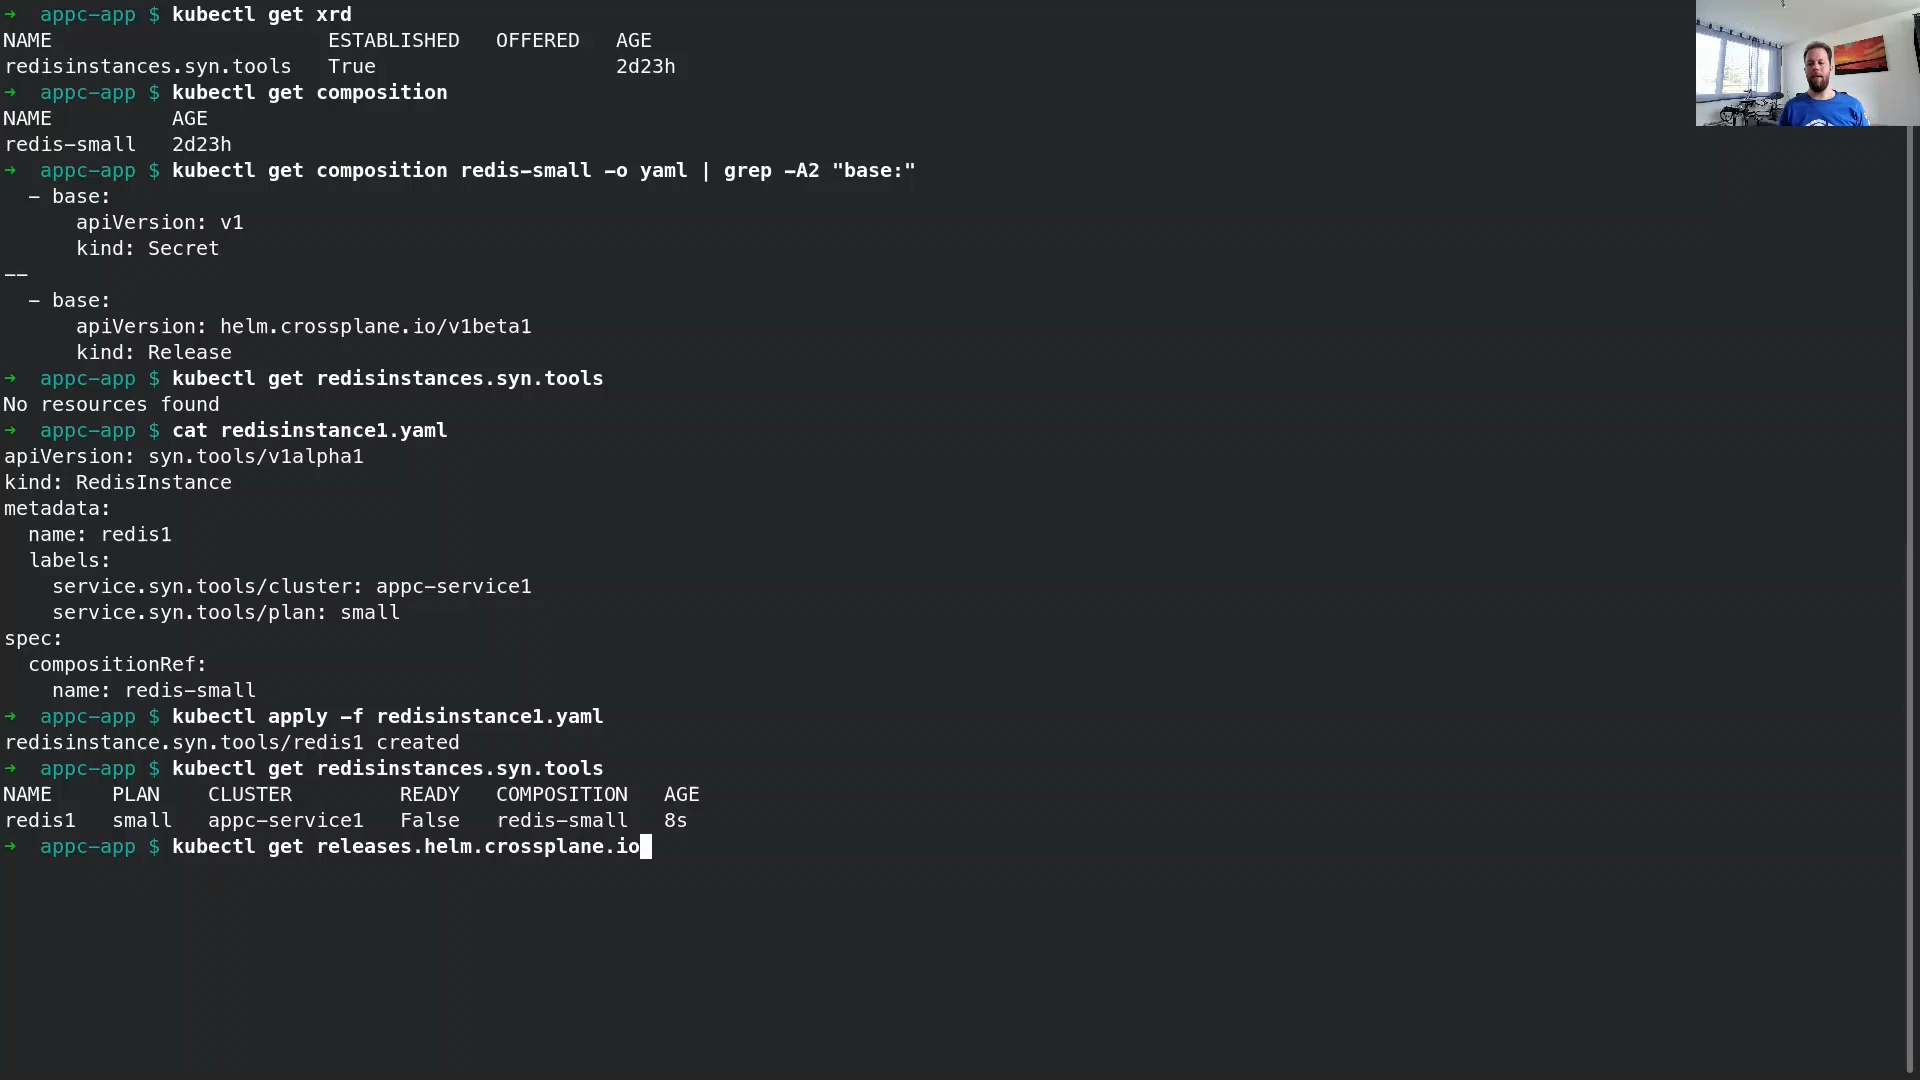 ➜  appc-app $ kubectl get xrd
NAME                       ESTABLISHED   OFFERED   AGE
redisinstances.syn.tools   True                    2d23h
➜  appc-app $ kubectl get composition
NAME          AGE
redis-small   2d23h
➜  appc-app $ kubectl get composition redis-small -o yaml | grep -A2 "base:"
  - base:
      apiVersion: v1
      kind: Secret
--
  - base:
      apiVersion: helm.crossplane.io/v1beta1
      kind: Release
➜  appc-app $ kubectl get redisinstances.syn.tools
No resources found
➜  appc-app $ cat redisinstance1.yaml
apiVersion: syn.tools/v1alpha1
kind: RedisInstance
metadata:
  name: redis1
  labels:
    service.syn.tools/cluster: appc-service1
    service.syn.tools/plan: small
spec:
  compositionRef:
    name: redis-small
➜  appc-app $ kubectl apply -f redisinstance1.yaml
redisinstance.syn.tools/redis1 created
➜  appc-app $ kubectl get redisinstances.syn.tools
NAME     PLAN    CLUSTER         READY   COMPOSITION   AGE
redis1   small   appc-service1   False   redis-small   8s
➜  appc-app $ kubectl get releases.helm.crossplane.io